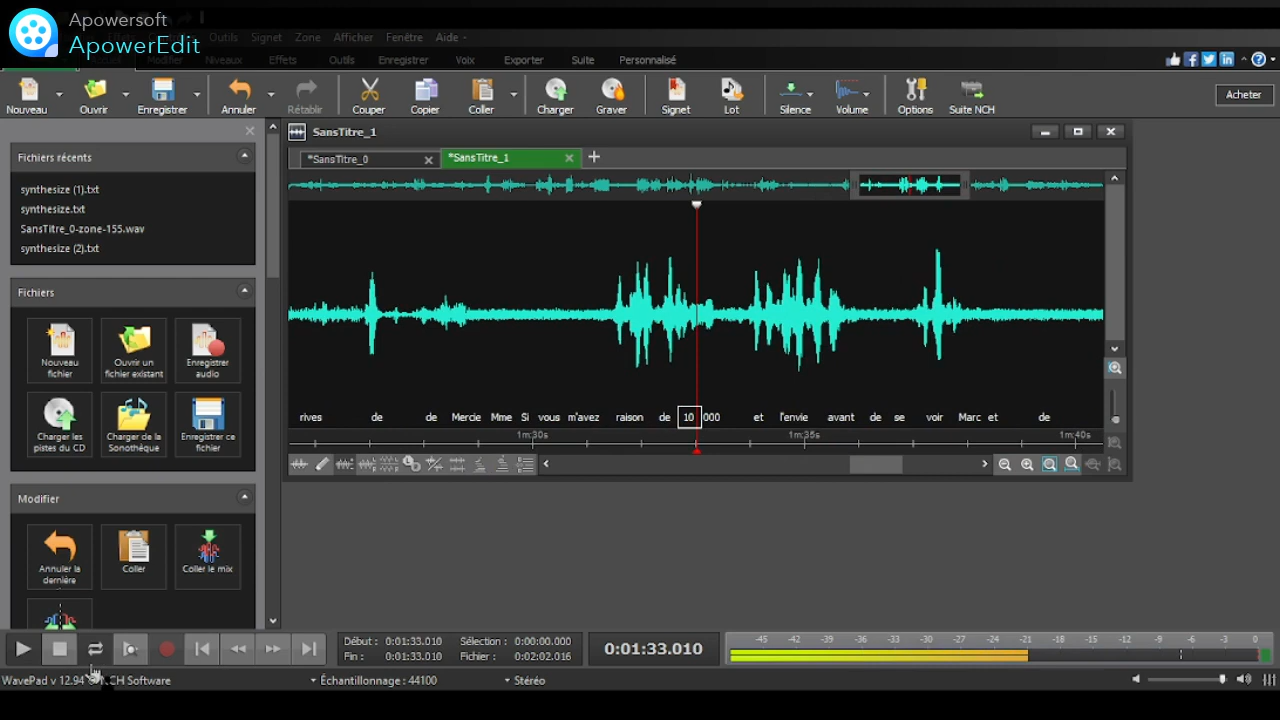 Apowersoft
ApowerEdit
Outils Signet Zone Afficher Fenêtre Aide
Modifier Niveaux Effets Outils Enregistrer Voix Exporter Suite Personnalisé
Nouveau Ouvrir Enregistrer Annuler Rétablir Couper Copier Coller Charger Graver Signet Lot Silence Volume Options Suite NCH Acheter
SansTitre_1
*SansTitre_0 *SansTitre_1
Fichiers récents
synthesize (1).txt
synthesize.txt
SansTitre_0-zone-155.wav
synthesize (2).txt
Fichiers
Nouveau fichier
Ouvrir un fichier existant
Enregistrer audio
Charger les pistes du CD
Charger de la Sonothèque
Enregistrer ce fichier
Modifier
Annuler la dernière
Coller
Coller le mix
rives de de Mercie Mme Si vous m'avez raison de 10 000 et l'envie avant de se voir Marc et de
1m:30s 1m:35s 1m:40s
Début : 0:01:33.010 Sélection : 0:00:00.000
Fin : 0:01:33.010 Fichier : 0:02:02.016
0:01:33.010
-45 -42 -39 -36 -33 -30 -27 -24 -21 -18 -15 -12 -9 -6 -3 0
WavePad v 12.94 NCH Software
Échantillonnage : 44100
Stéréo